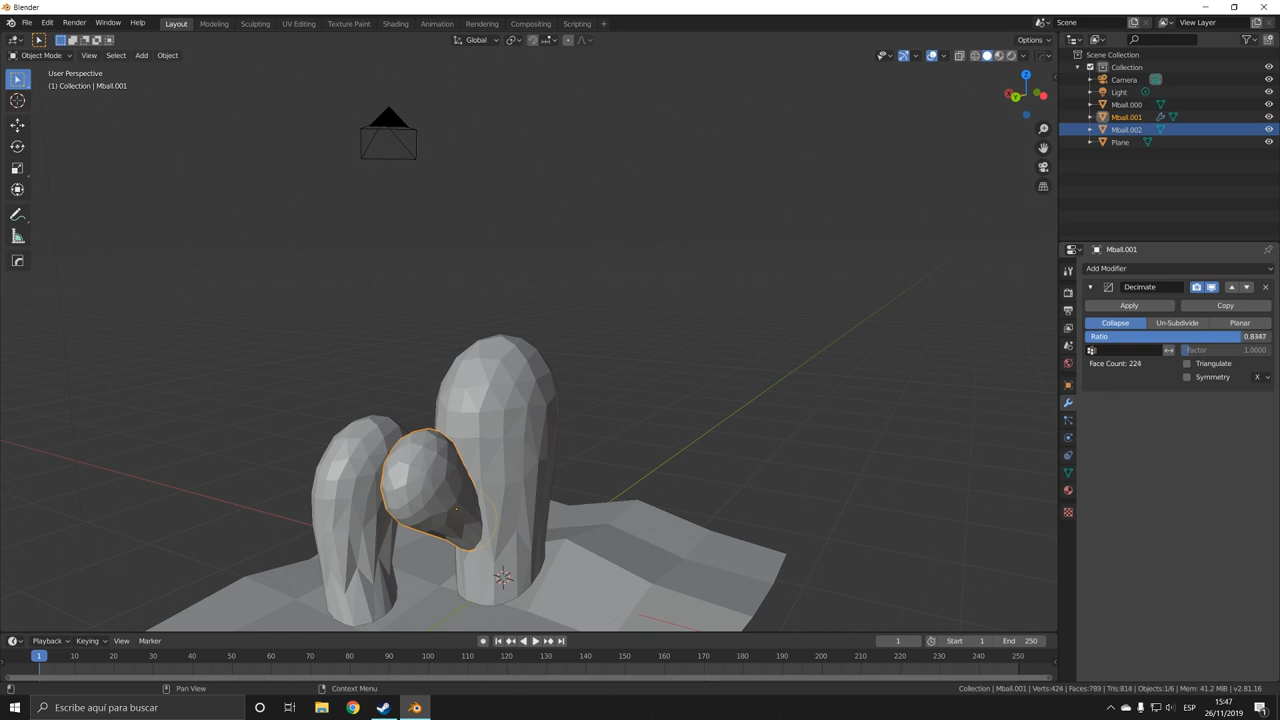 Blender
File Edit Render Window Help Layout Modeling Sculpting UV Editing Texture Paint Shading Animation Rendering Compositing Scripting + Scene View Layer
Global Options
Object Mode View Select Add Object
User Perspective
(1) Collection | Mball.001
Z
Y
Scene Collection
Collection
Camera
Light
Mball.000
Mball.001
Mball.002
Plane
Mball.001
Add Modifier
Decimate
Apply Copy
Collapse Un-Subdivide Planar
Ratio 0.8347
Factor 1.0000
Face Count: 224 Triangulate
Symmetry X
Playback Keying View Marker 1 Start 1 End 250
1 10 20 30 40 50 60 70 80 90 100 110 120 130 140 150 160 170 180 190 200 210 220 230 240 250
Pan View Context Menu Collection | Mball.001 | Verts:424 | Faces:789 | Tris:814 | Objects:1/6 | Mem: 41.2 MiB | v2.81.16
Escribe aquí para buscar ESP 15:47
26/11/2019 1